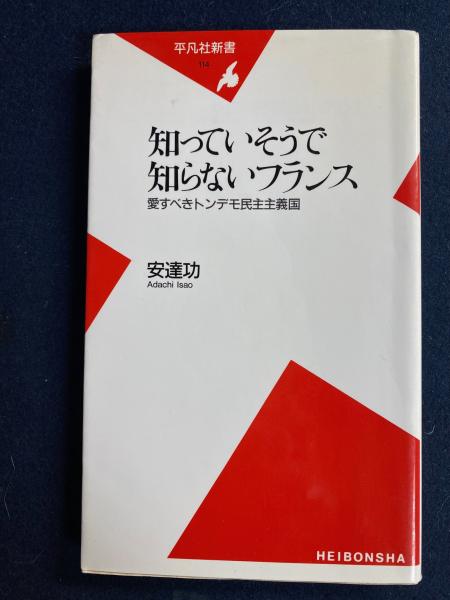 平凡社新書
114
知っていそうで
知らないフランス
愛すべきトンデモ民主主義国
安達功
Adachi Isao
HEIBONSHA